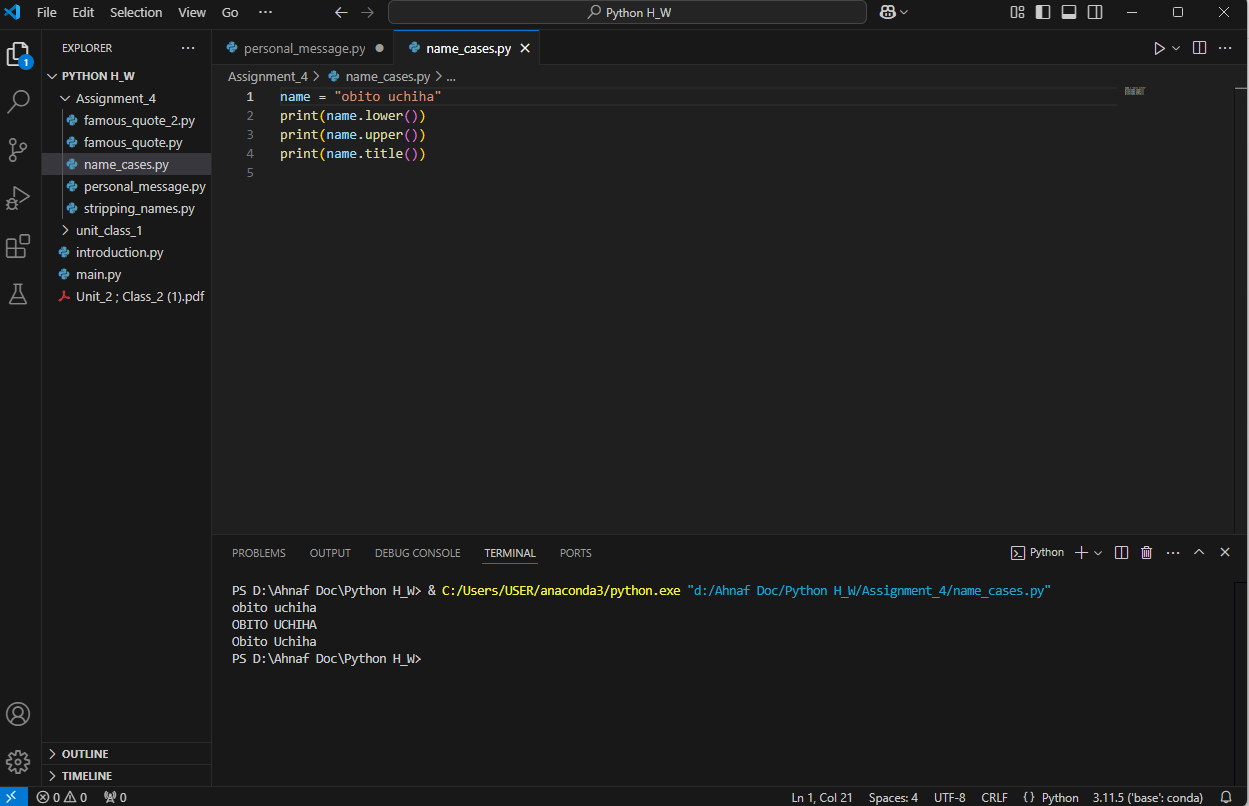 File Edit Selection View Go ··· Python H_W
EXPLORER ···
PYTHON H_W
Assignment_4
famous_quote_2.py
famous_quote.py
name_cases.py
personal_message.py
stripping_names.py
unit_class_1
introduction.py
main.py
Unit_2 ; Class_2 (1).pdf
OUTLINE
TIMELINE
1
personal_message.py name_cases.py
Assignment_4 > name_cases.py > ...
1 name = "obito uchiha"
2 print(name.lower())
3 print(name.upper())
4 print(name.title())
5
PROBLEMS OUTPUT DEBUG CONSOLE TERMINAL PORTS Python
PS D:\Ahnaf Doc\Python H_W> & C:/Users/USER/anaconda3/python.exe "d:/Ahnaf Doc/Python H_W/Assignment_4/name_cases.py"
obito uchiha
OBITO UCHIHA
Obito Uchiha
PS D:\Ahnaf Doc\Python H_W>
0 0 0 Ln 1, Col 21 Spaces: 4 UTF-8 CRLF {} Python 3.11.5 ('base': conda)